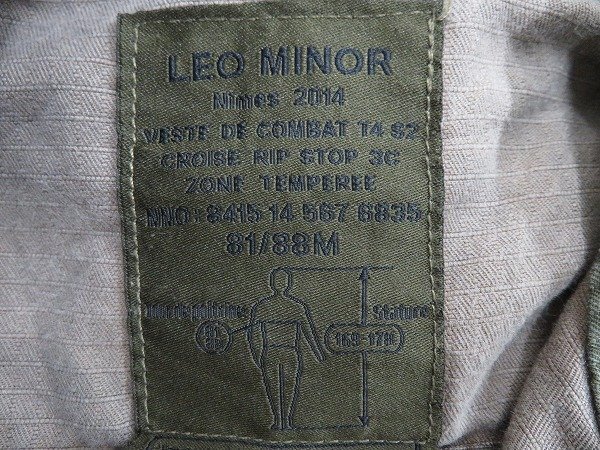 LEO MINOR
Nîmes 2014
VESTE DE COMBAT T4 S2
CROISE RIP STOP 3C
ZONE TEMPEREE
NNO: 8415 14 567 6835
81/88M
Stature